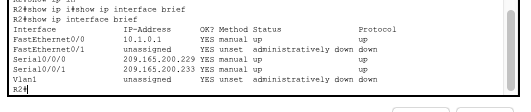 R2#show ip i#show ip interface brief
R2#show ip interface brief
Interface IP-Address OK? Method Status Protocol
FastEthernet0/0 10.1.0.1 YES manual up up
FastEthernet0/1 unassigned YES unset administratively down down
Serial0/0/0 209.165.200.229 YES manual up up
Serial0/0/1 209.165.200.233 YES manual up up
Vlan1 unassigned YES unset administratively down down
R2#